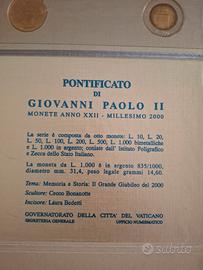 PONTIFICATO
DI
GIOVANNI PAOLO II
MONETE ANNO XXII - MILLESIMO 2000
La serie è composta da otto monete: L. 10, L. 20,
L. 50, L. 100, L. 200, L. 500, L. 1.000 bimetalliche
e L. 1.000 in argento; coniate dall'Istituto Poligrafico
e Zecca dello Stato Italiano.
La moneta da L. 1.000 è in argento 835/1000,
diametro mm. 31,4, peso legale grammi 14,60.
Tema: Memoria e Storia: Il Grande Giubileo del 2000
Scultore: Cecco Bonanotte
Incisore: Laura Bedetti
GOVERNATORATO DELLA CITTA' DEL VATICANO
SEGRETERIA GENERALE UFFICIO NUMISMATICO
subito